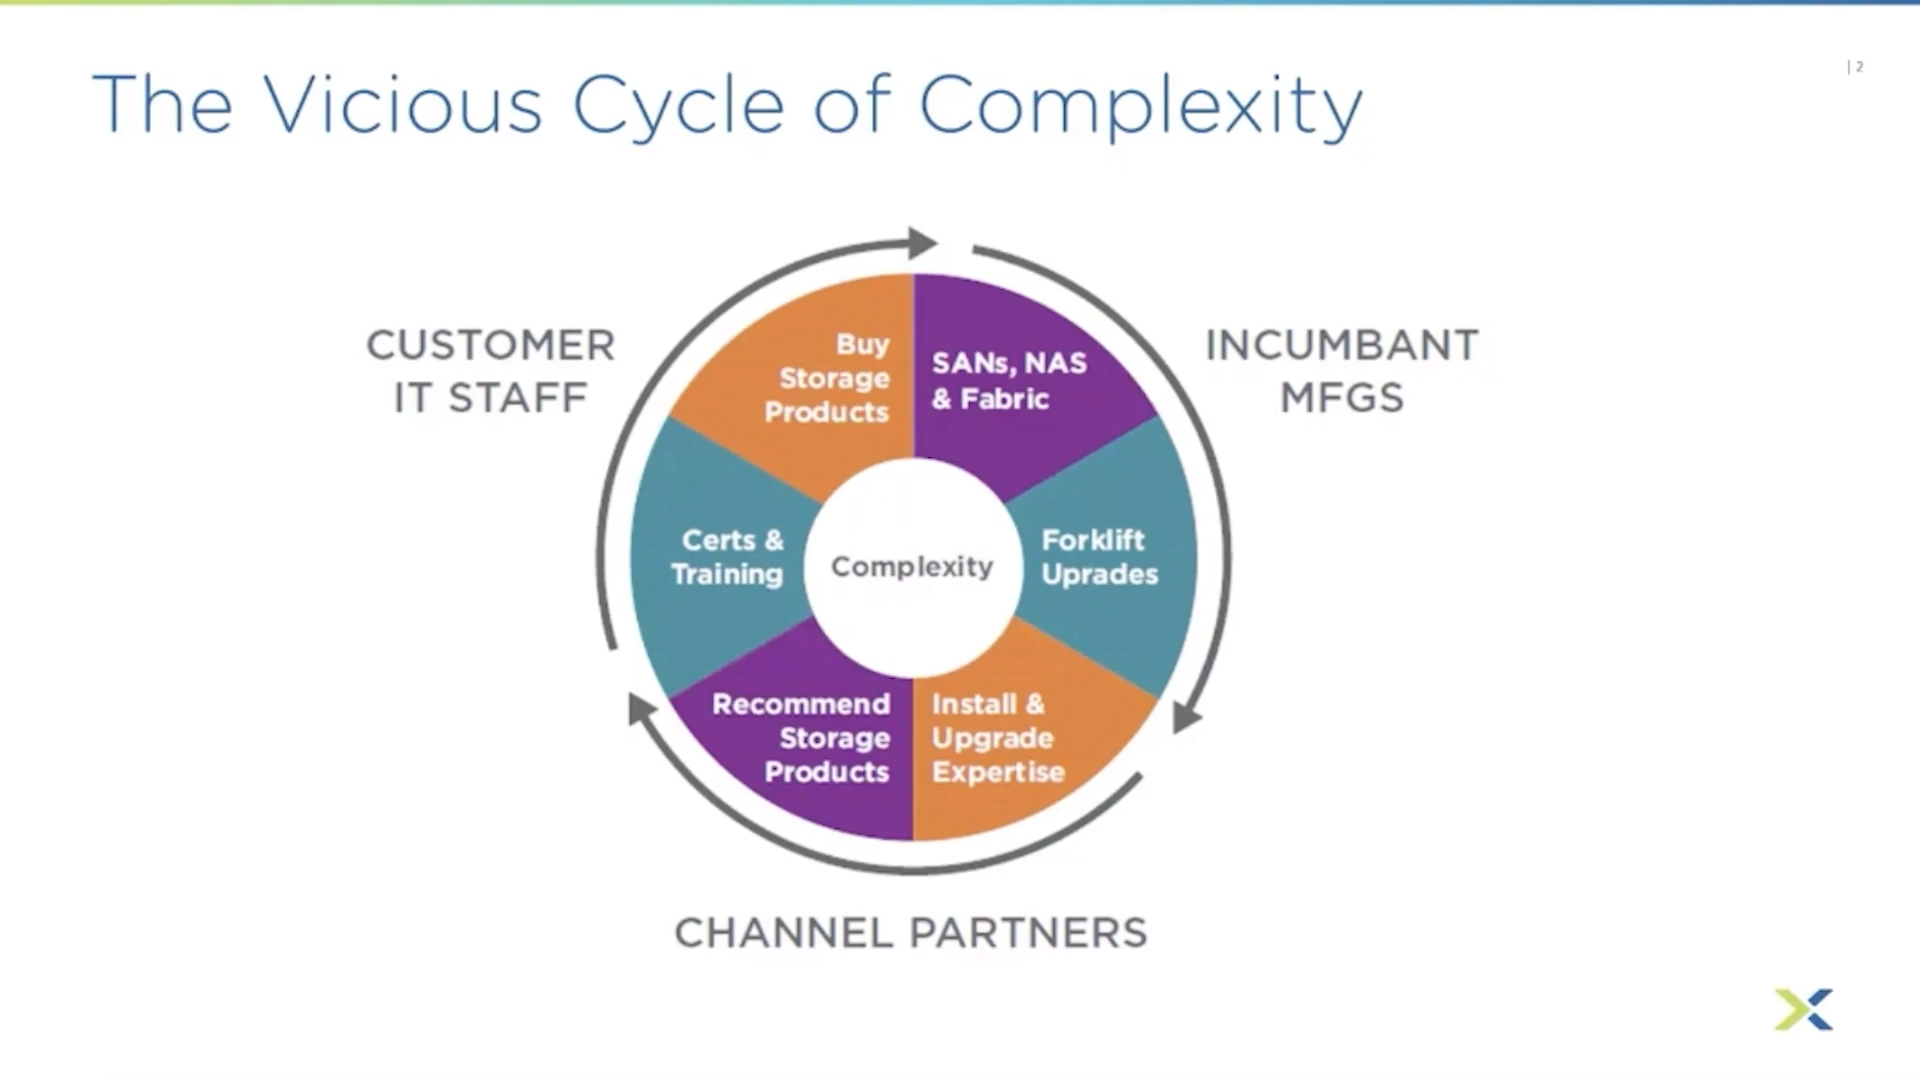 The Vicious Cycle of Complexity
| 2
CUSTOMER
IT STAFF
INCUMBANT
MFGS
Buy
Storage
Products
SANs, NAS
& Fabric
Certs &
Training
Complexity
Forklift
Uprades
Recommend
Storage
Products
Install &
Upgrade
Expertise
CHANNEL PARTNERS